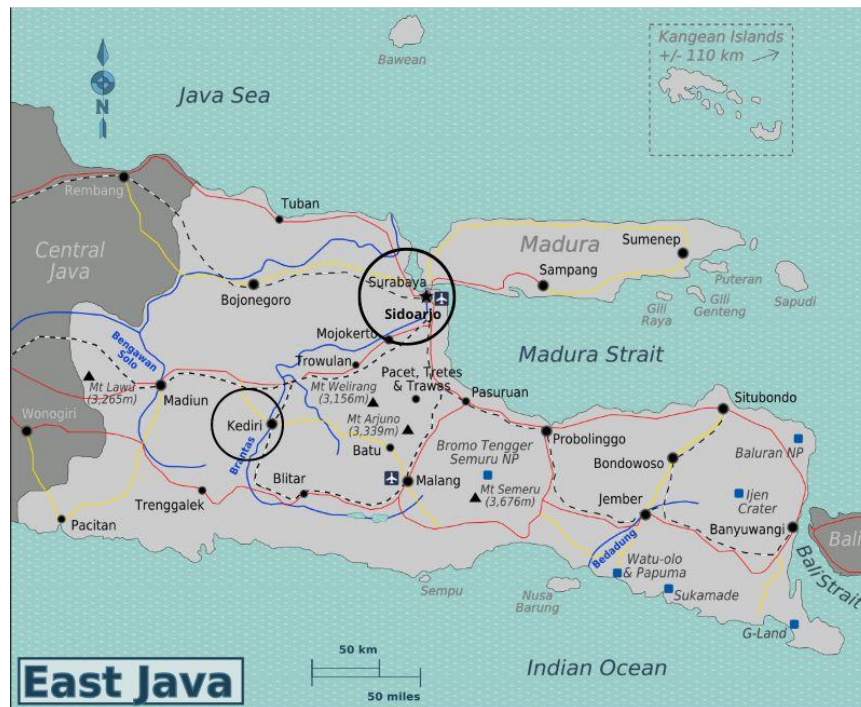 Kangean Islands
+/- 110 km
Bawean
N
Java Sea
Rembang
Tuban
Central
Java
Madura
Sumenep
Surabaya
Sampang
Puteran
Bojonegoro
Sidoarjo
Gili
Genteng
Sapudi
Gili
Raya
Mojokerto
Bengawan
Solo
Trowulan
Madura Strait
Mt Lawu
(3,265m)
Madiun
Mt Welirang
(3,156m)
Pacet, Tretes
& Trawas
Pasuruan
Situbondo
Wonogiri
Kediri
Mt Arjuno
(3,339m)
Probolinggo
Brantas
Batu
Bromo Tengger
Semuru NP
Baluran NP
Bondowoso
Blitar
Malang
Mt Semeru
(3,676m)
Ijen
Crater
Trenggalek
Jember
Pacitan
Banyuwangi
Bali
Bedadung
Watu-olo
& Papuma
Bali Strait
Sempu
Nusa
Barung
Sukamade
G-Land
50 km
50 miles
Indian Ocean
East Java